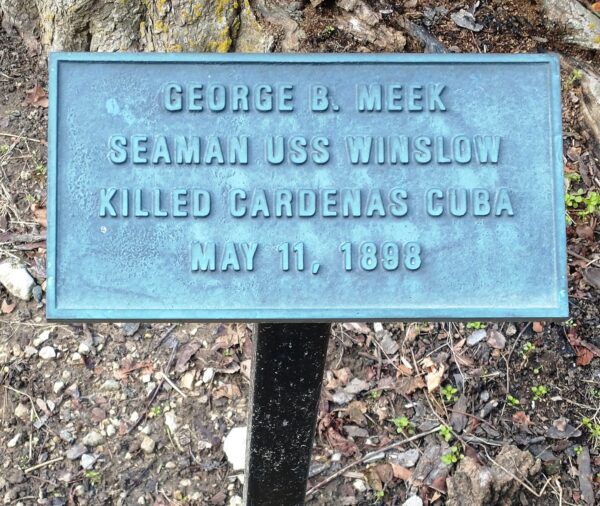 GEORGE B. MEEK
SEAMAN USS WINSLOW
KILLED CARDENAS CUBA
MAY 11, 1898